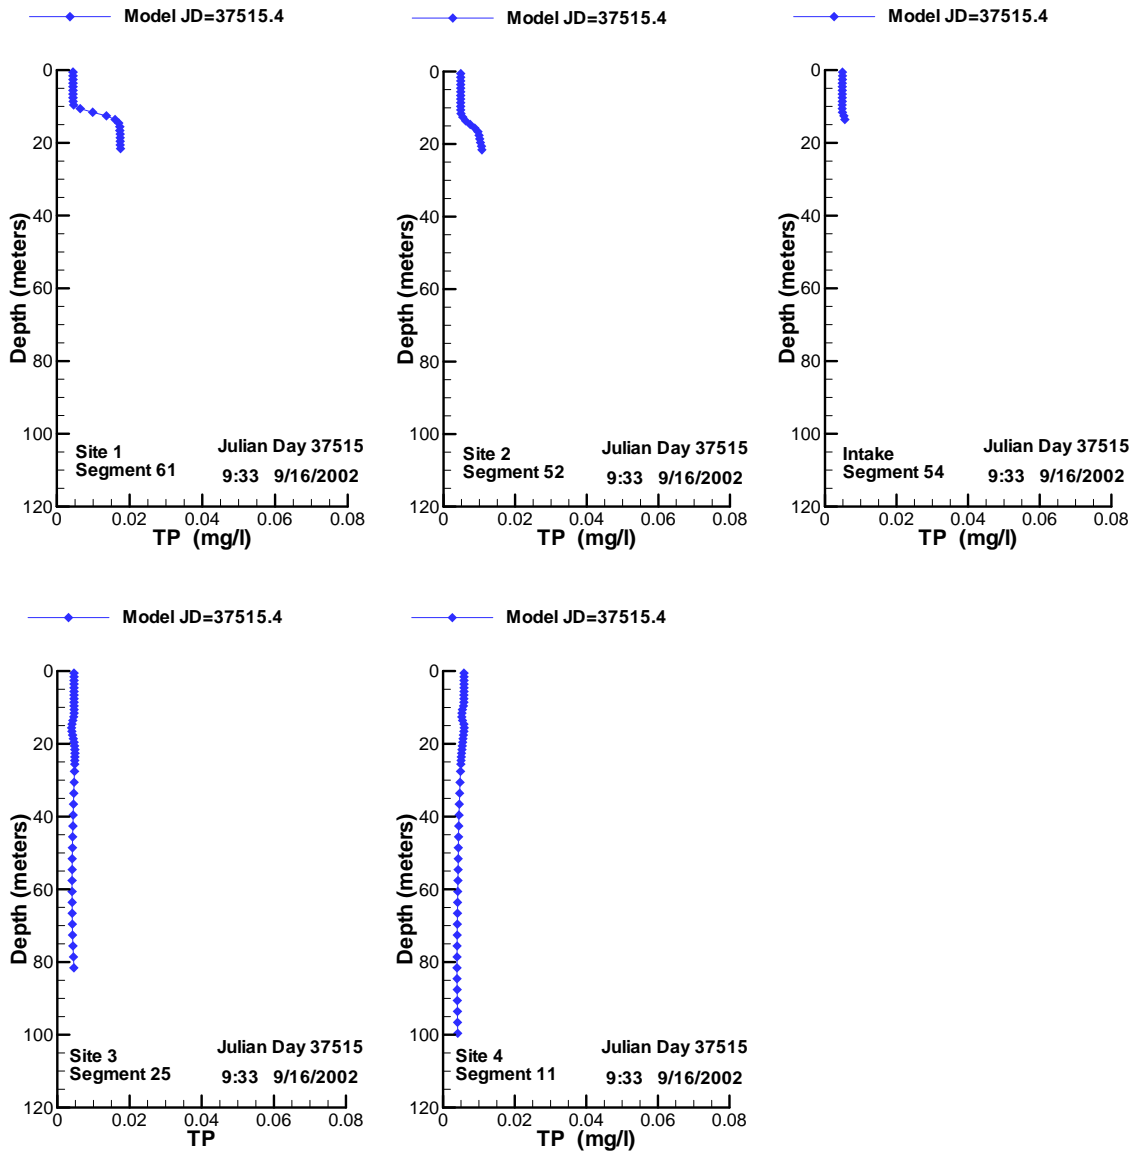 Model JD=37515.4
0
20
40
60
80
100
120
Depth (meters)
Site 1
Segment 61
Julian Day 37515
9:33 9/16/2002
0 0.02 0.04 0.06 0.08
TP (mg/l)
Model JD=37515.4
0
20
40
60
80
100
120
Depth (meters)
Site 2
Segment 52
Julian Day 37515
9:33 9/16/2002
0 0.02 0.04 0.06 0.08
TP (mg/l)
Model JD=37515.4
0
20
40
60
80
100
120
Depth (meters)
Intake
Segment 54
Julian Day 37515
9:33 9/16/2002
0 0.02 0.04 0.06 0.08
TP (mg/l)
Model JD=37515.4
0
20
40
60
80
100
120
Depth (meters)
Site 3
Segment 25
Julian Day 37515
9:33 9/16/2002
0 0.02 0.04 0.06 0.08
TP
Model JD=37515.4
0
20
40
60
80
100
120
Depth (meters)
Site 4
Segment 11
Julian Day 37515
9:33 9/16/2002
0 0.02 0.04 0.06 0.08
TP (mg/l)